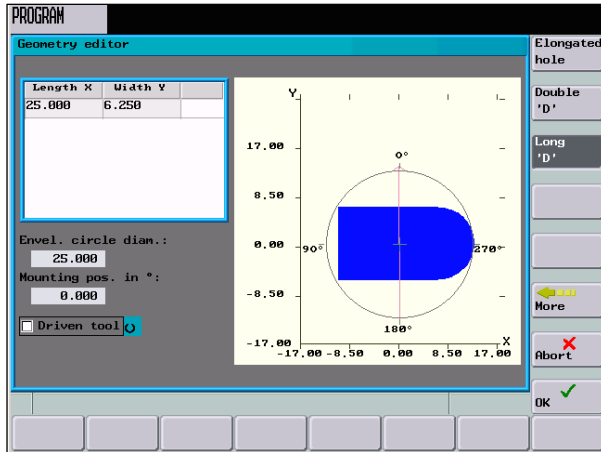 PROGRAM
Geometry editor
Length X Width Y
25.000 6.250
Envel. circle diam.:
25.000
Mounting pos. in °:
0.000
Driven tool
Y
17.00
8.50
0.00
-8.50
-17.00
-17.00 -8.50 0.00 8.50 17.00
X
0°
90°
270°
180°
Elongated
hole
Double
'D'
Long
'D'
More
Abort
OK